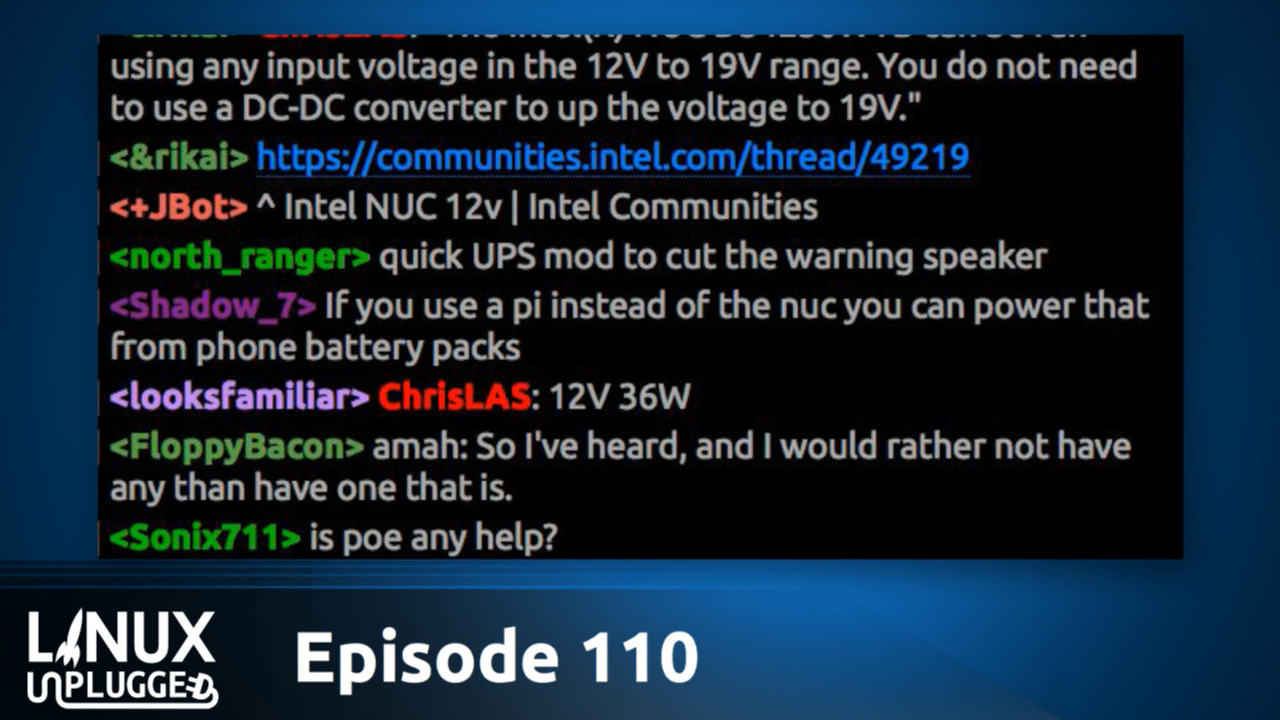 using any input voltage in the 12V to 19V range. You do not need
to use a DC-DC converter to up the voltage to 19V."
<&rikai> https://communities.intel.com/thread/49219
<+JBot> ^ Intel NUC 12v | Intel Communities
<north_ranger> quick UPS mod to cut the warning speaker
<Shadow_7> If you use a pi instead of the nuc you can power that
from phone battery packs
<looksfamiliar> ChrisLAS: 12V 36W
<FloppyBacon> amah: So I've heard, and I would rather not have
any than have one that is.
<Sonix711> is poe any help?
LINUX
UNPLUGGED
Episode 110